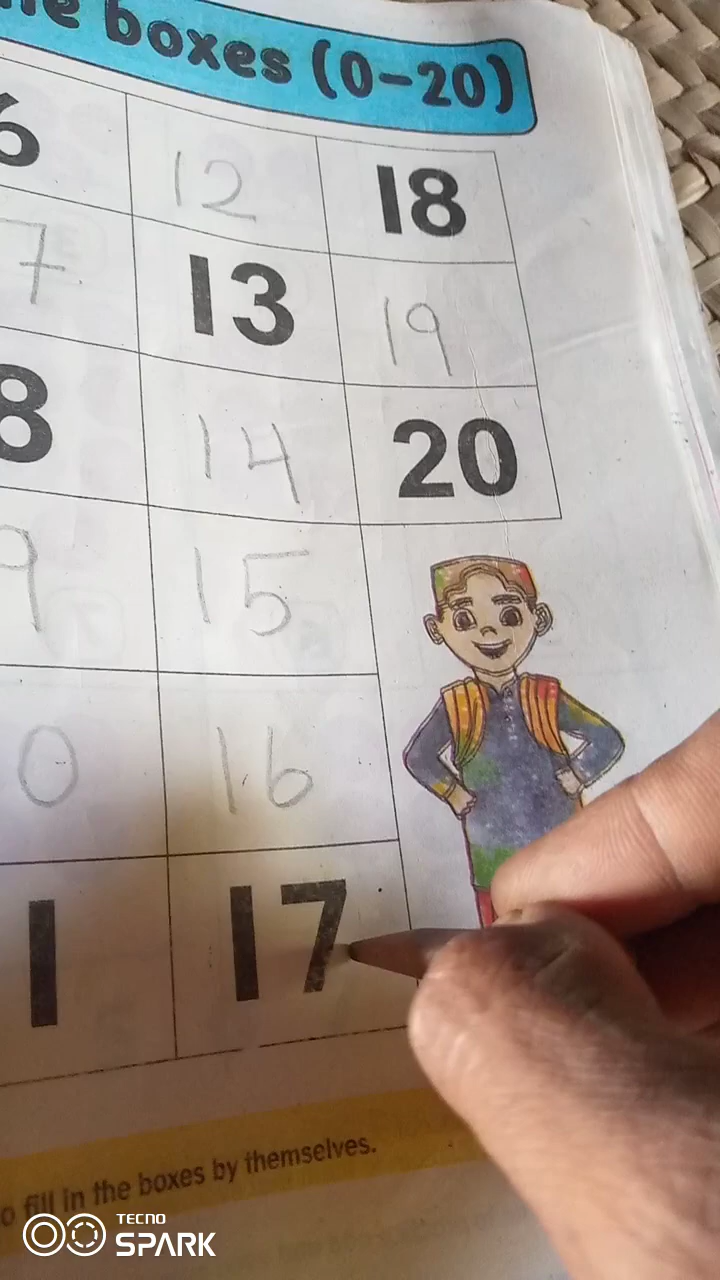 he boxes (0-20)
6 12 18
7 13 19
8 14 20
9 15
0 16
1 17
o fill in the boxes by themselves.
TECNO
SPARK